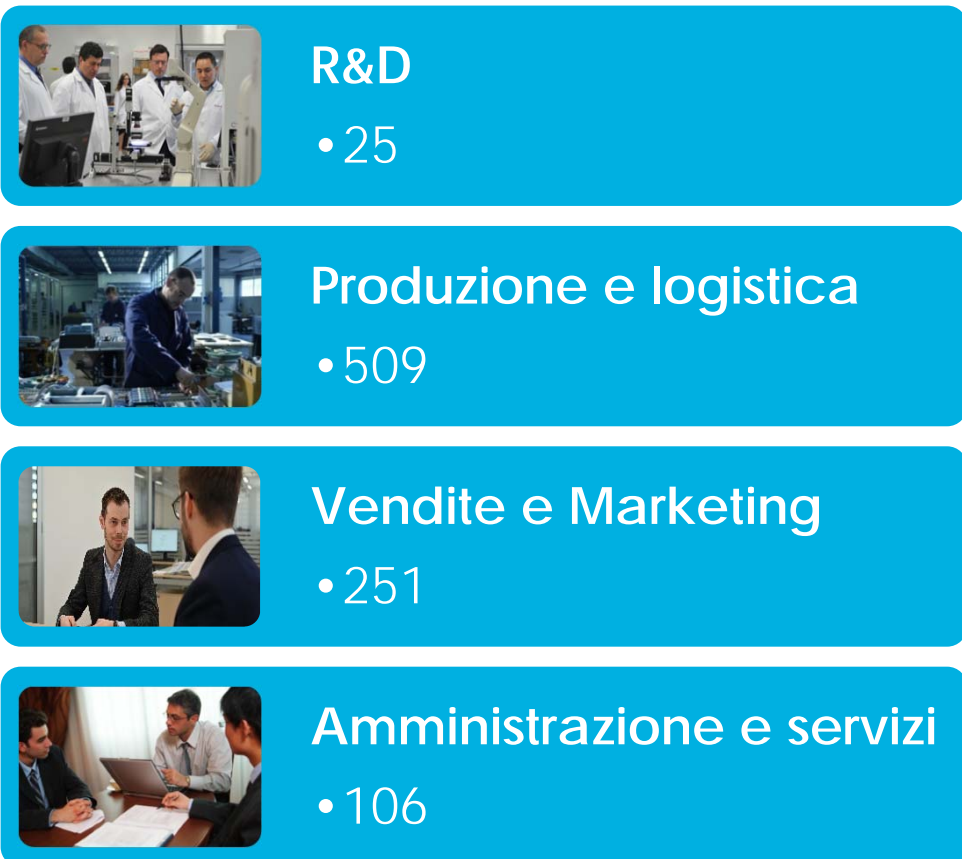 R&D
•25
Produzione e logistica
•509
Vendite e Marketing
•251
Amministrazione e servizi
•106